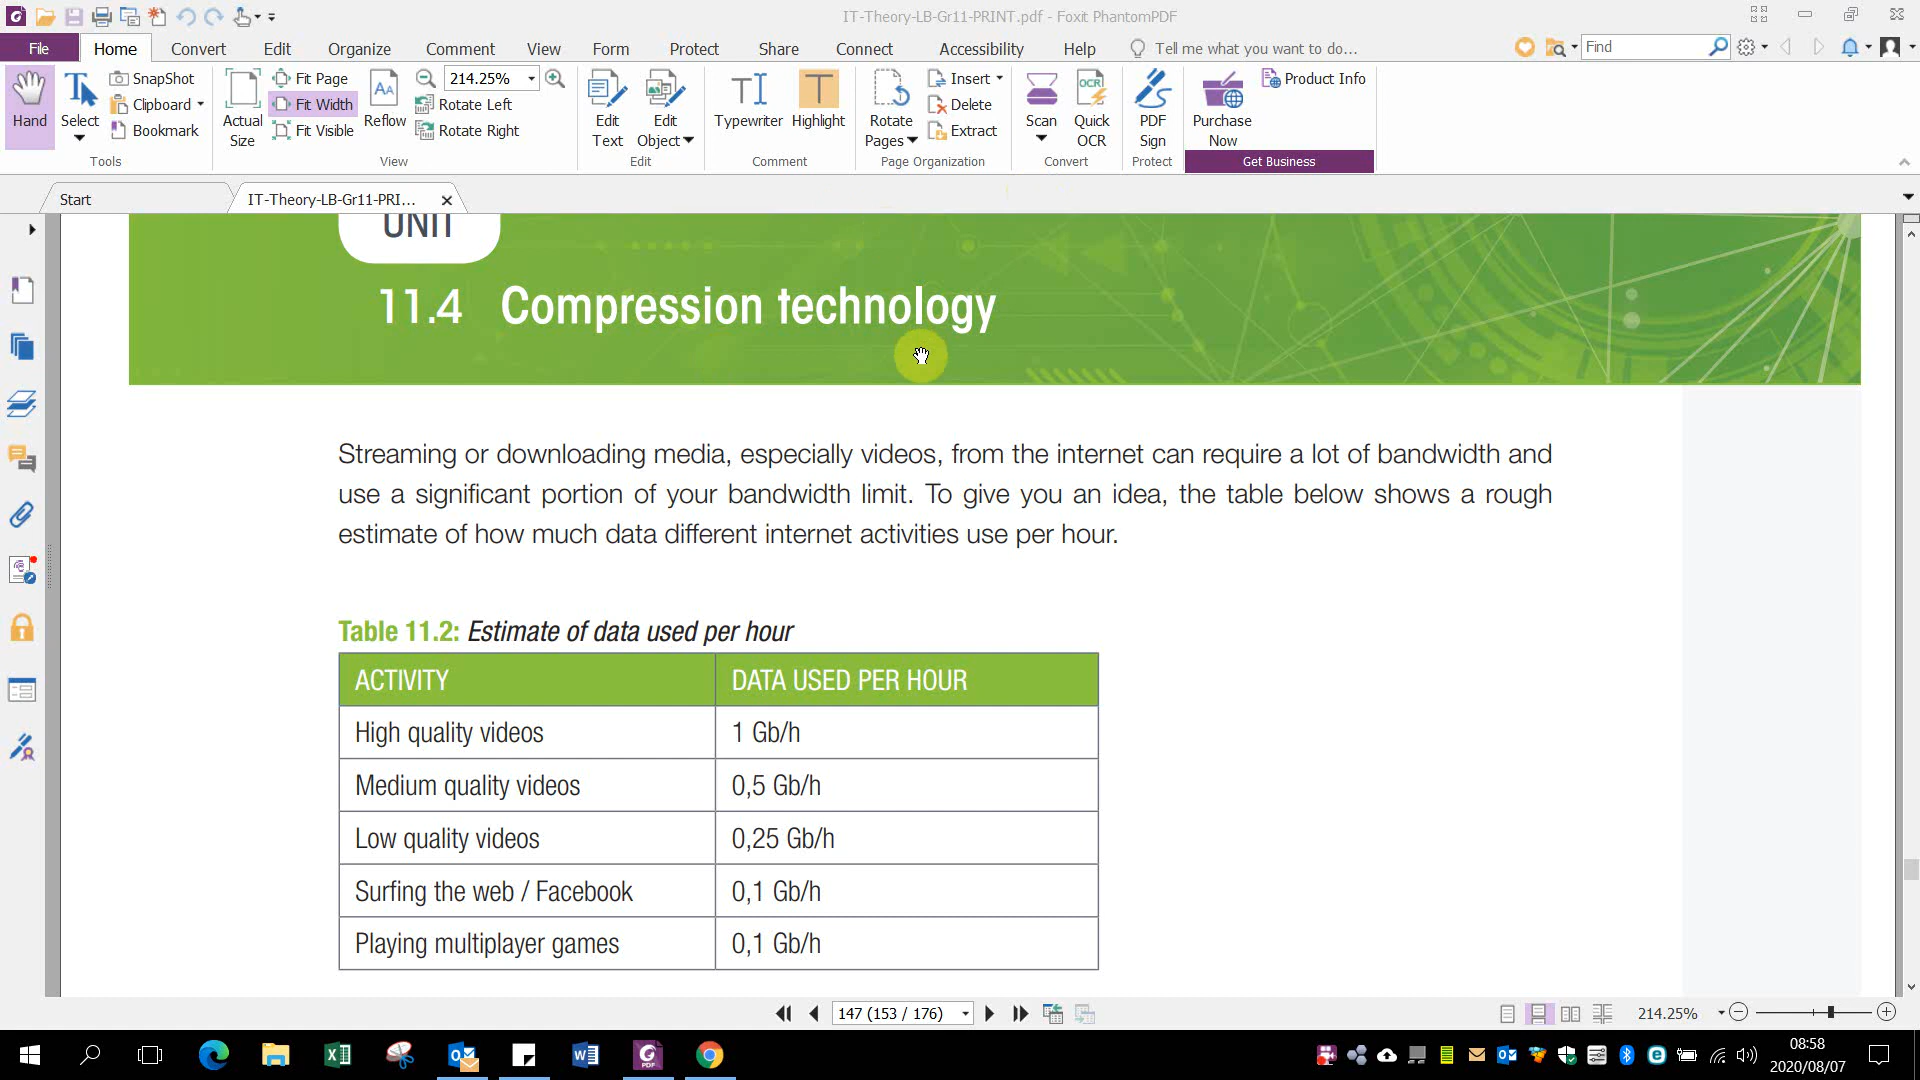 IT-Theory-LB-Gr11-PRINT.pdf - Foxit PhantomPDF
File Home Convert Edit Organize Comment View Form Protect Share Connect Accessibility Help Tell me what you want to do... Find
Hand
Select
SnapShot
Clipboard
Bookmark
Tools
Actual Size
Fit Page
Fit Width
Fit Visible
Reflow
214.25%
Rotate Left
Rotate Right
View
Edit Text
Edit Object
Edit
Typewriter
Highlight
Comment
Rotate Pages
Insert
Delete
Extract
Page Organization
Scan
Quick OCR
Convert
PDF Sign
Protect
Purchase Now
Product Info
Get Business
Start
IT-Theory-LB-Gr11-PRI...
UNIT
11.4 Compression technology
Streaming or downloading media, especially videos, from the internet can require a lot of bandwidth and
use a significant portion of your bandwidth limit. To give you an idea, the table below shows a rough
estimate of how much data different internet activities use per hour.
Table 11.2: Estimate of data used per hour
ACTIVITY DATA USED PER HOUR
High quality videos 1 Gb/h
Medium quality videos 0,5 Gb/h
Low quality videos 0,25 Gb/h
Surfing the web / Facebook 0,1 Gb/h
Playing multiplayer games 0,1 Gb/h
147 (153 / 176)
214.25%
08:58
2020/08/07